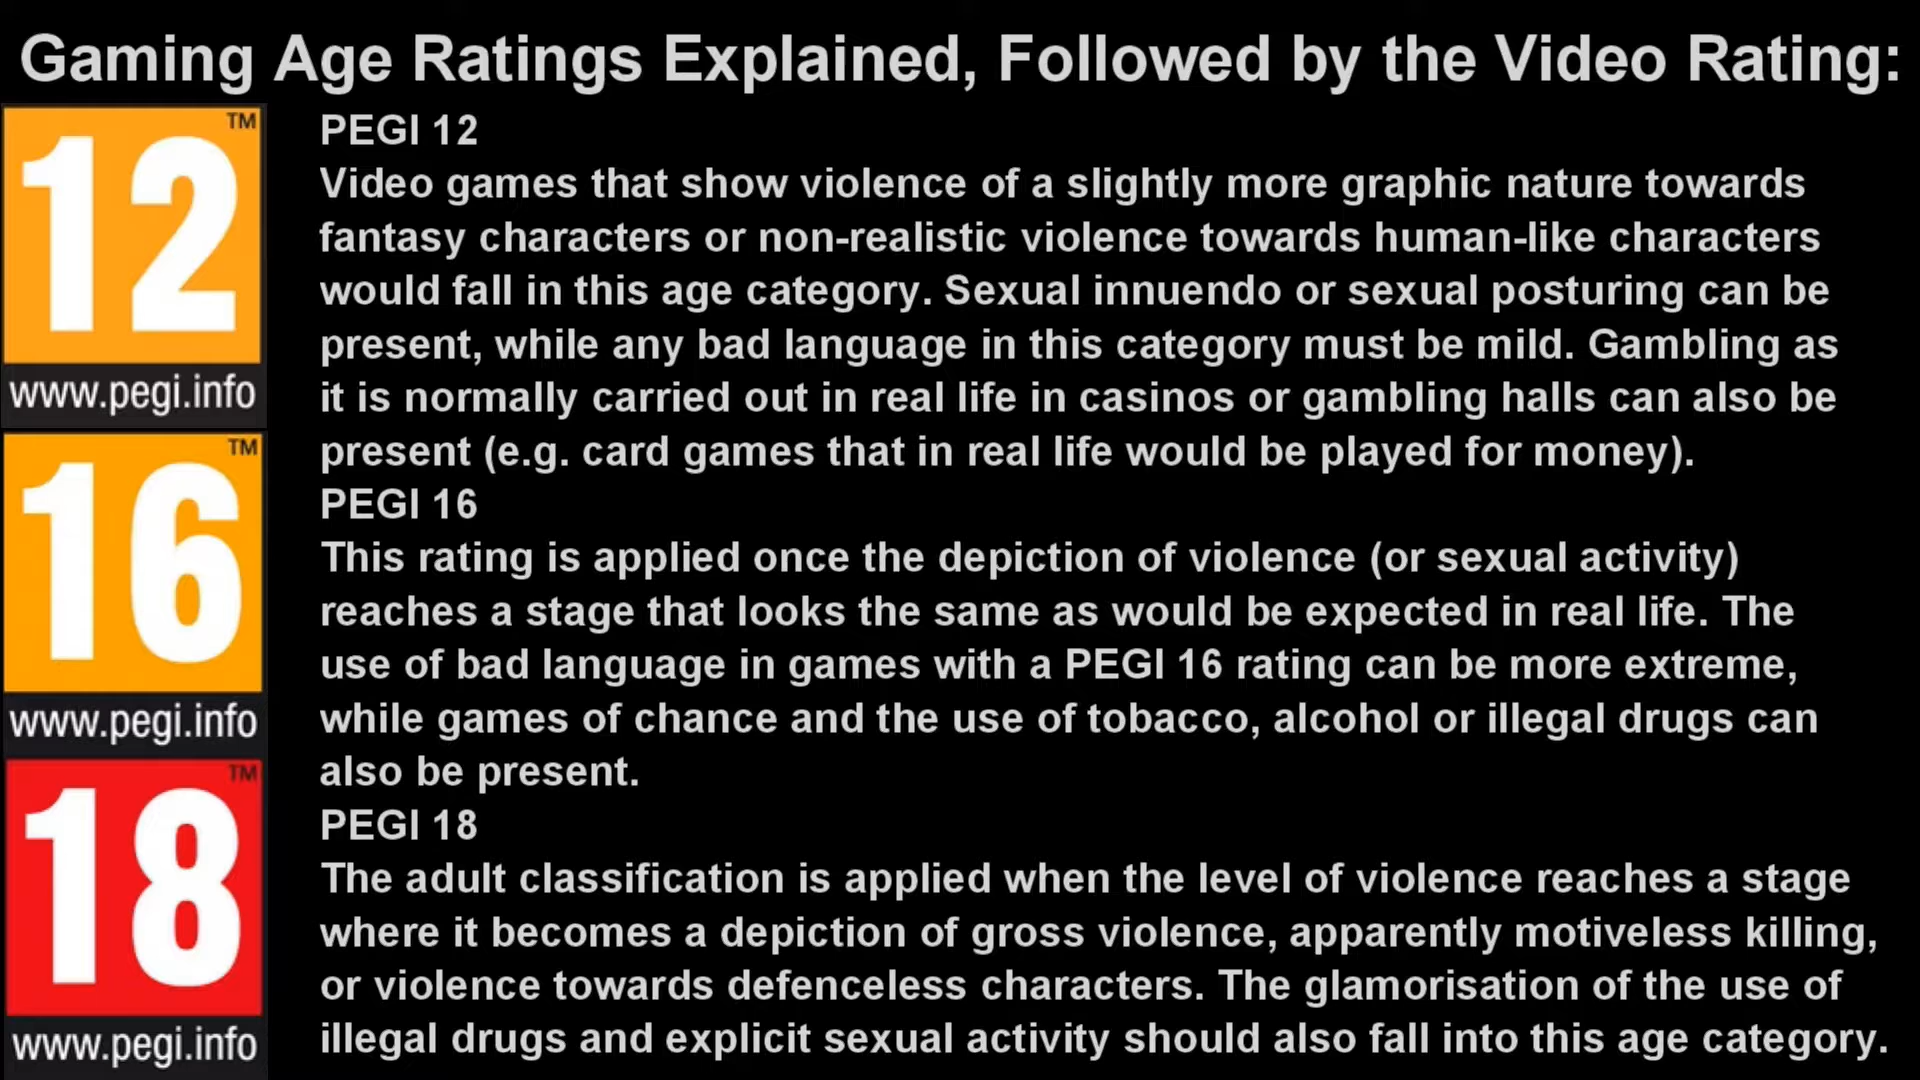 Gaming Age Ratings Explained, Followed by the Video Rating:
12 TM
www.pegi.info
PEGI 12
Video games that show violence of a slightly more graphic nature towards
fantasy characters or non-realistic violence towards human-like characters
would fall in this age category. Sexual innuendo or sexual posturing can be
present, while any bad language in this category must be mild. Gambling as
it is normally carried out in real life in casinos or gambling halls can also be
present (e.g. card games that in real life would be played for money).
16 TM
www.pegi.info
PEGI 16
This rating is applied once the depiction of violence (or sexual activity)
reaches a stage that looks the same as would be expected in real life. The
use of bad language in games with a PEGI 16 rating can be more extreme,
while games of chance and the use of tobacco, alcohol or illegal drugs can
also be present.
18 TM
www.pegi.info
PEGI 18
The adult classification is applied when the level of violence reaches a stage
where it becomes a depiction of gross violence, apparently motiveless killing,
or violence towards defenceless characters. The glamorisation of the use of
illegal drugs and explicit sexual activity should also fall into this age category.